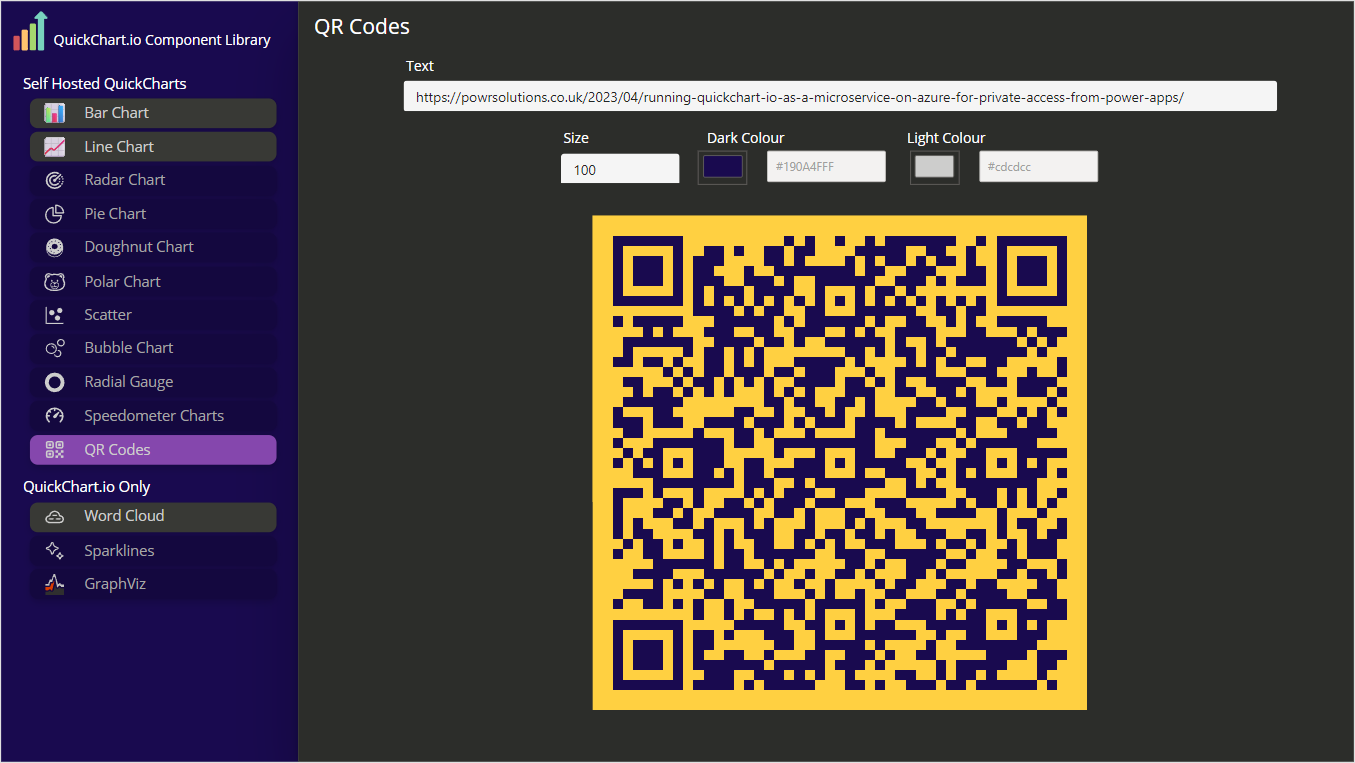 QuickChart.io Component Library
Self Hosted QuickCharts
Bar Chart
Line Chart
Radar Chart
Pie Chart
Doughnut Chart
Polar Chart
Scatter
Bubble Chart
Radial Gauge
Speedometer Charts
QR Codes
QuickChart.io Only
Word Cloud
Sparklines
GraphViz
QR Codes
Text
https://powrsolutions.co.uk/2023/04/running-quickchart-io-as-a-microservice-on-azure-for-private-access-from-power-apps/
Size Dark Colour Light Colour
100 #190A4FFF #cdcdcc